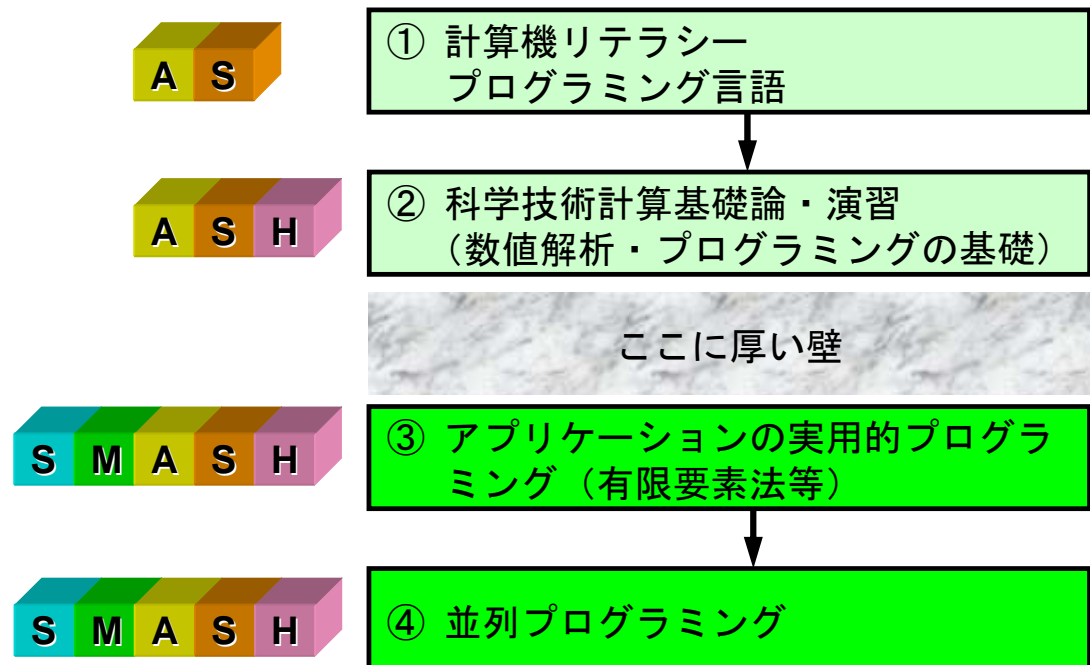 A S
① 計算機リテラシー
プログラミング言語
A S H
② 科学技術計算基礎論・演習
（数値解析・プログラミングの基礎）
ここに厚い壁
S M A S H
③ アプリケーションの実用的プログラ
ミング（有限要素法等）
S M A S H
④ 並列プログラミング